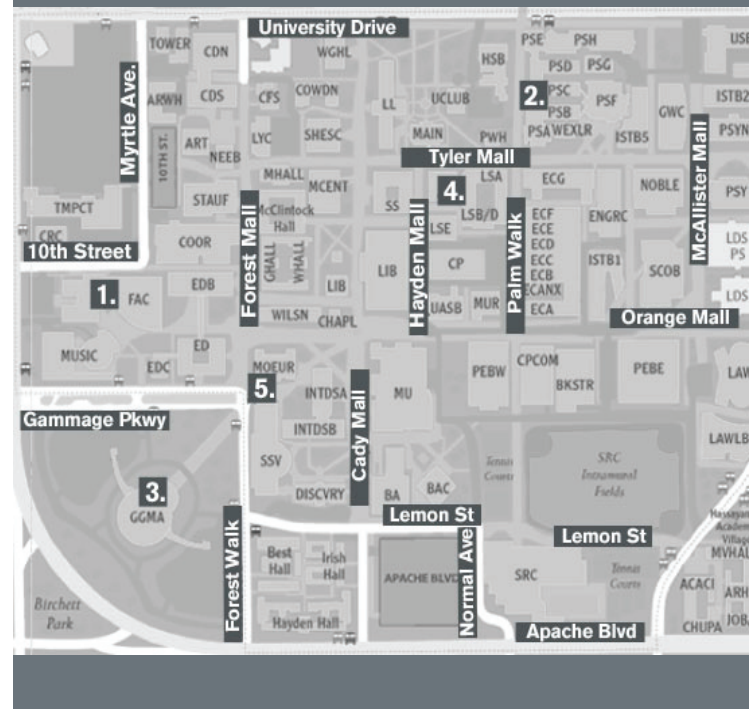 University Drive
TOWER
CDN
WGHL
HSB
PSE
PSH
USE
PSD
PSG
Myrtle Ave.
ARWH
CDS
CFS
COWDN
LL
UCLUB
2.
PSC
PSF
GWC
ISTB2
PSB
10TH ST.
ART
NEEB
LYC
SHESC
MAIN
PWH
PSA
WEXLR
ISTB5
PSYN
Tyler Mall
McAllister Mall
MHALL
MCENT
4.
LSA
ECG
NOBLE
PSY
STAUF
SS
TMPCT
McClintock
Hall
LSB/D
ECF
ENGRC
CRC
COOR
LSE
ECE
LDS
PS
10th Street
Forest Mall
GHALL
WHALL
LIB
Hayden Mall
CP
Palm Walk
ECD
ECC
ISTB1
SCOB
EDB
LIB
ECB
1.
FAC
UASB
MUR
ECANX
LDS
WILSN
CHAPL
ECA
Orange Mall
MUSIC
EDC
ED
MOEUR
PEBW
CPCOM
BKSTR
PEBE
LAW
5.
INTDSA
MU
Gammage Pkwy
INTDSB
Cady Mall
LAWLB
SSV
Tennis
Courts
SRC
Intramural
Fields
3.
GGMA
DISCVRY
BA
BAC
Lemon St
Lemon St
Hassayan
Academ
Village
MVHAL
Forest Walk
Best
Hall
Irish
Hall
APACHE BLVD
Normal Ave
SRC
Tennis
Courts
ACACI
ARH
Birchett
Park
Hayden Hall
Apache Blvd
CHUPA
JOB